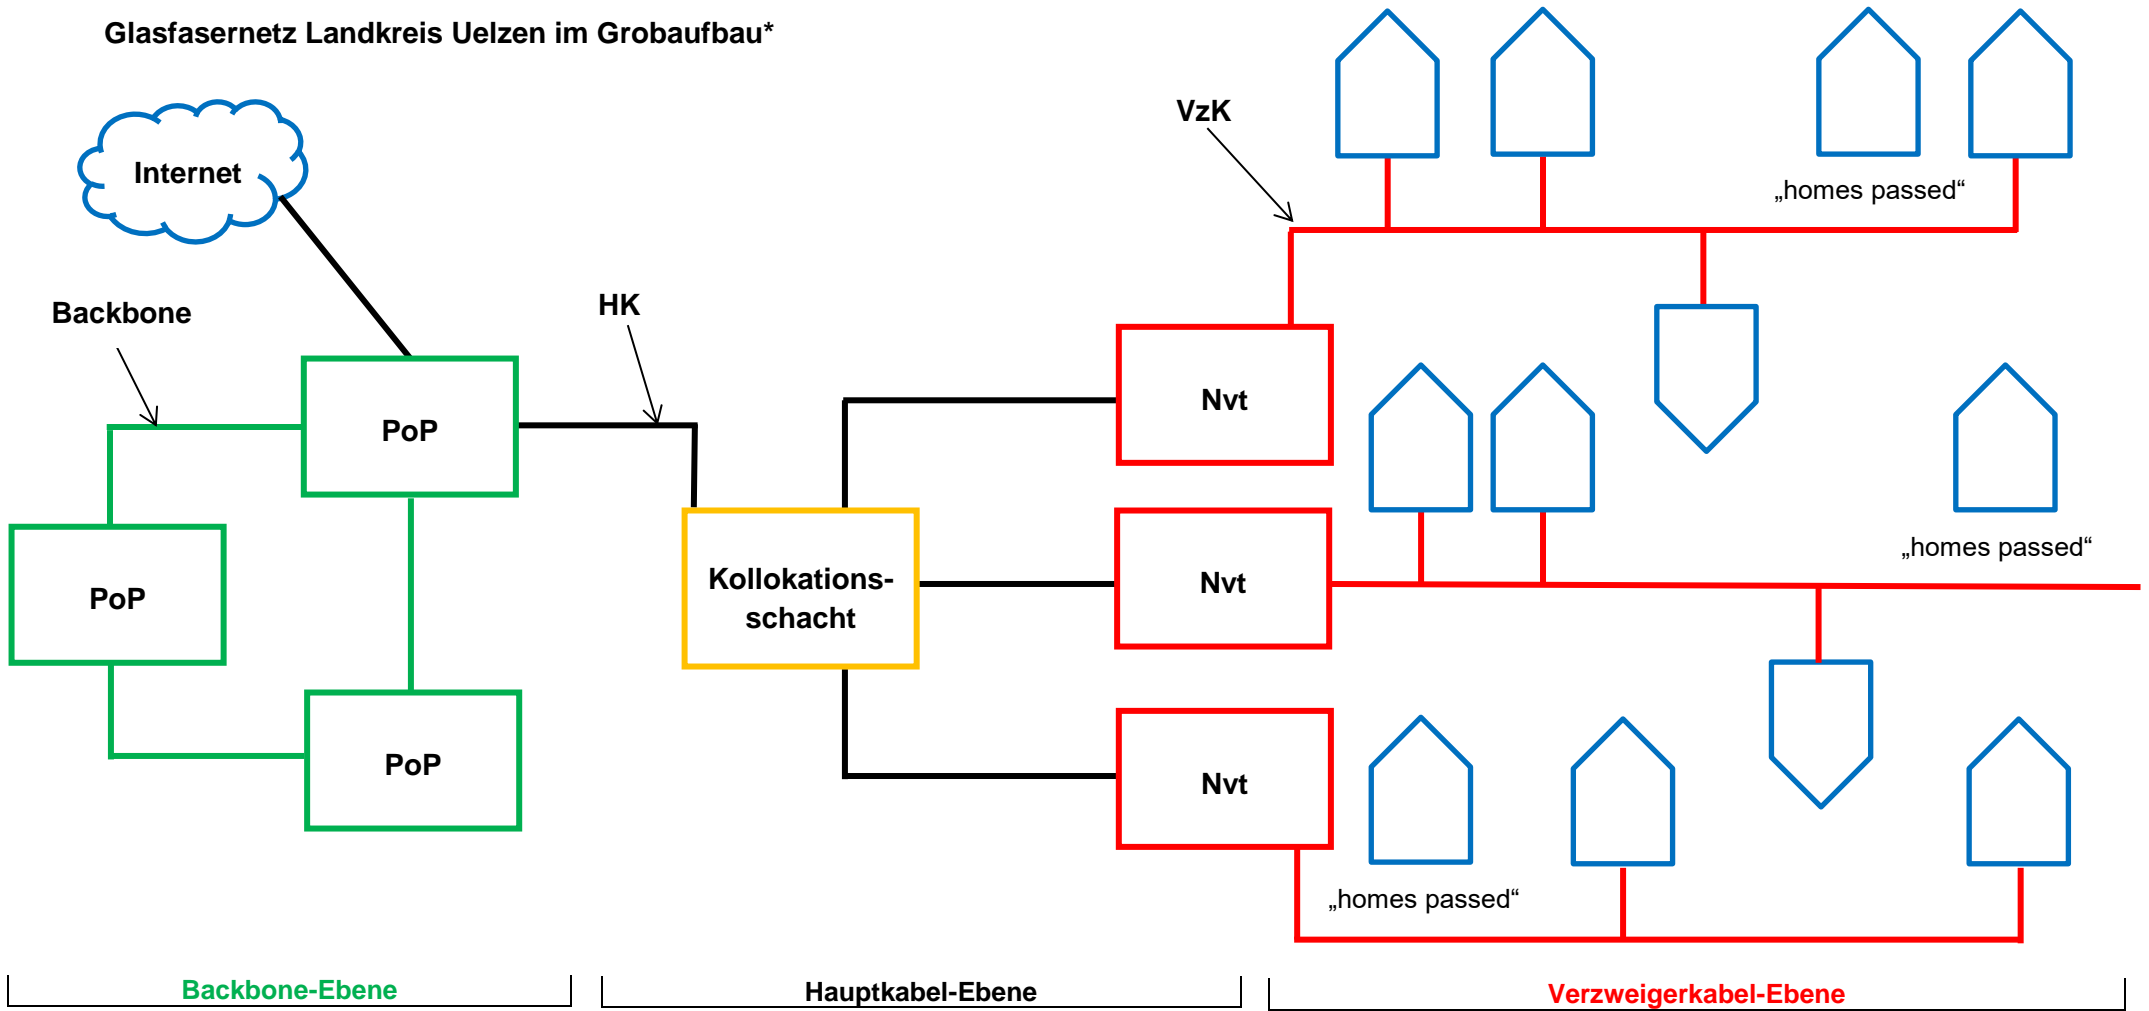 Glasfasernetz Landkreis Uelzen im Grobaufbau*
Internet
VzK
„homes passed“
Backbone
HK
PoP
Nvt
„homes passed“
PoP
Kollokations-
schacht
Nvt
PoP
Nvt
„homes passed“
Backbone-Ebene
Hauptkabel-Ebene
Verzweigerkabel-Ebene